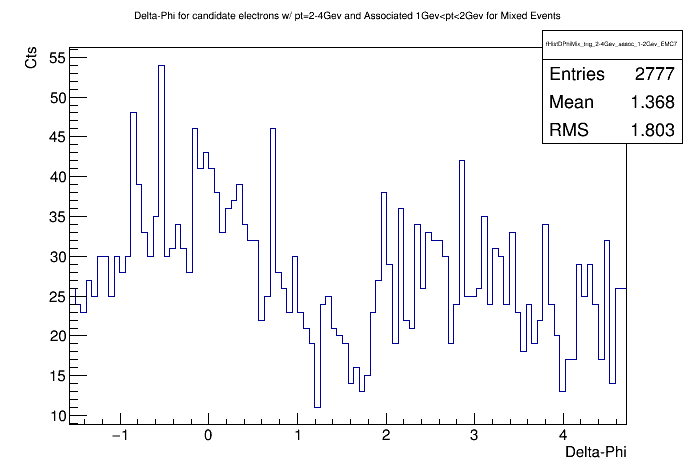 Delta-Phi for candidate electrons w/ pt=2-4Gev and Associated 1Gev<pt<2Gev for Mixed Events
fHistDPhiMix_trig_2-4Gev_assoc_1-2Gev_EMC7
Entries 2777
Mean 1.368
RMS 1.803
Cts
55
50
45
40
35
30
25
20
15
10
−1 0 1 2 3 4
Delta-Phi